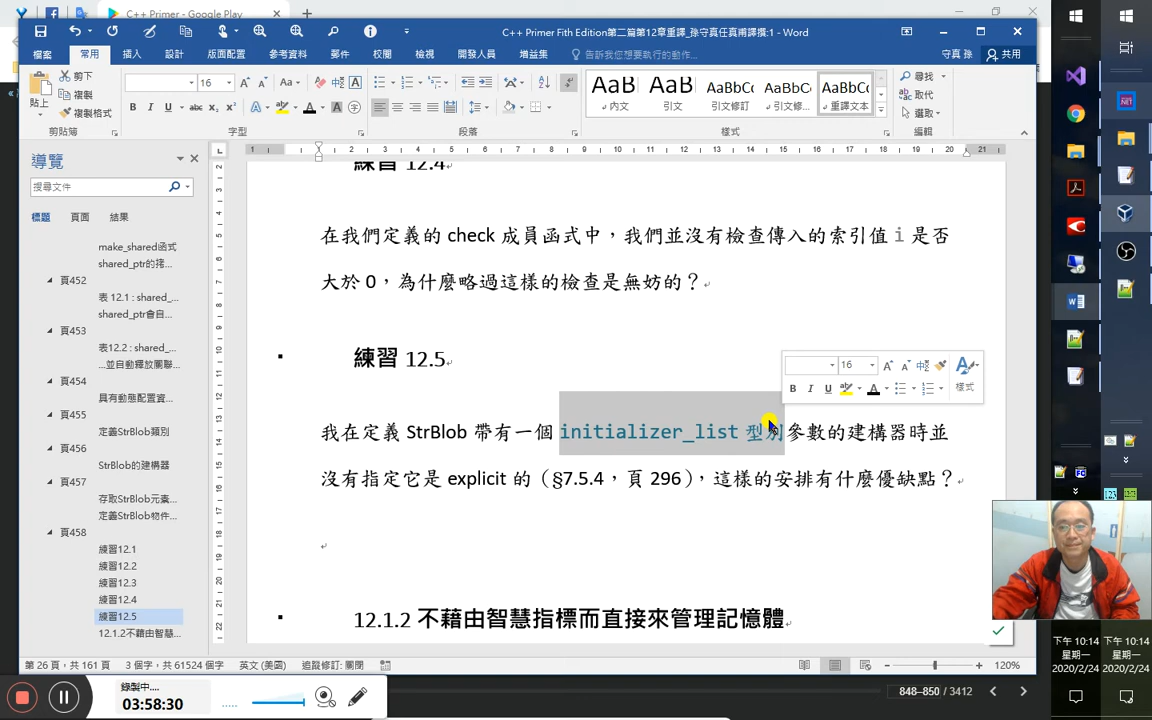 C++ Primer - Google Play
C++ Primer Fifth Edition第二篇第12章重譯_孫守真任真甫譯撰:1 - Word
檔案
常用
插入
設計
版面配置
參考資料
郵件
校閱
檢視
開發人員
增益集
告訴我您想要執行的動作...
守真 孫
共用
貼上
剪下
複製
複製格式
16
剪貼簿
字型
段落
AaB
內文
AaB
引文
AaBbCc
引文修訂
AaBbCc
引文修...
AaBbCc
重譯文
樣式
尋找
取代
選取
編輯
導覽
搜尋文件
標題
頁面
結果
make_shared函式
shared_ptr的拷...
頁452
表 12.1 : shared_...
shared_ptr會自...
頁453
表12.2 : shared_...
...並自動釋放關聯...
頁454
具有動態配置資...
頁455
定義StrBlob類別
頁456
StrBlob的建構器
頁457
存取StrBlob元素...
定義StrBlob物件...
頁458
練習12.1
練習12.2
練習12.3
練習12.4
練習12.5
12.1.2不藉由智慧...
練習 12.4
在我們定義的 check 成員函式中，我們並沒有檢查傳入的索引值 i 是否
大於 0，為什麼略過這樣的檢查是無妨的？
練習 12.5
16
樣式
我在定義 StrBlob 帶有一個 initializer_list 型別參數的建構器時並
沒有指定它是 explicit 的（§7.5.4，頁 296），這樣的安排有什麼優缺點？
12.1.2 不藉由智慧指標而直接來管理記憶體
第 26 頁，共 161 頁
3 個字，共 61524 個字
英文 (美國)
追蹤修訂: 關閉
120%
錄製中....
03:58:30
848–850 / 3412
下午 10:14
星期一
2020/2/24
下午 10:14
星期一
2020/2/24